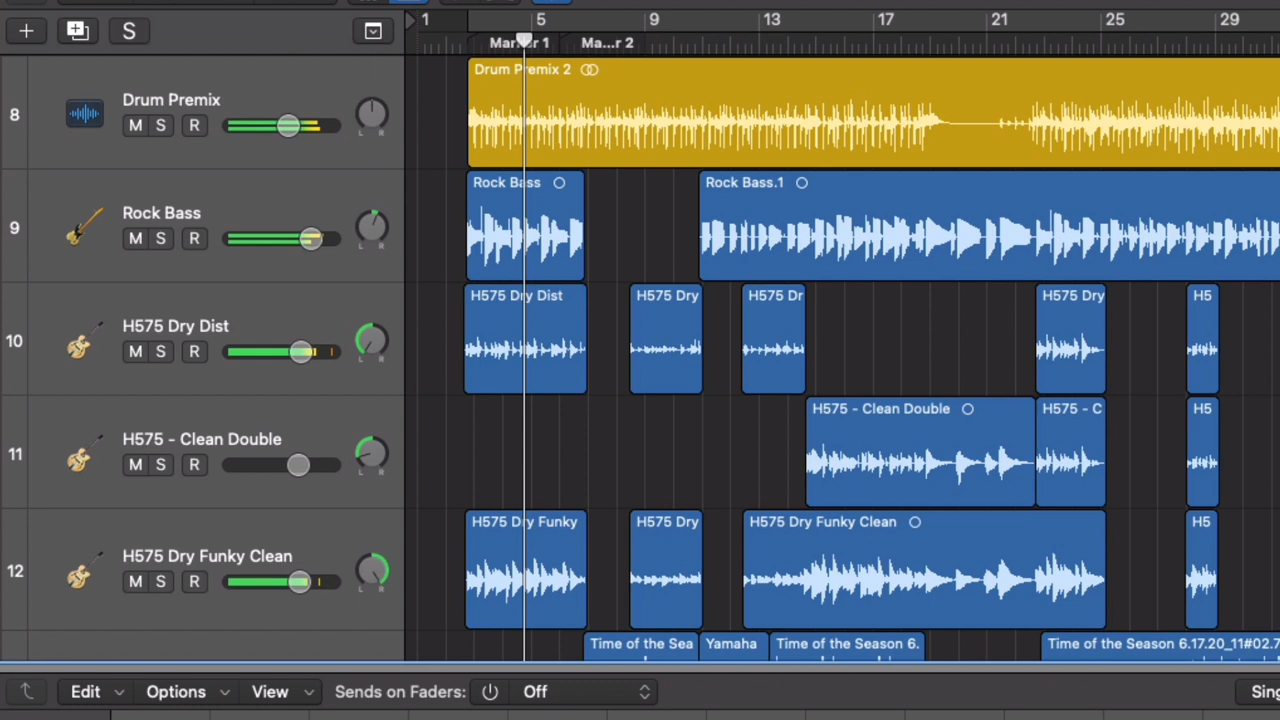 S
1 5 9 13 17 21 25 29
Marker 1 Ma...r 2
8 Drum Premix
M S R
L R
Drum Premix 2
9 Rock Bass
M S R
L R
Rock Bass
Rock Bass.1
10 H575 Dry Dist
M S R
L R
H575 Dry Dist
H575 Dry
H575 Dr
H575 Dry
H5
11 H575 - Clean Double
M S R
L R
H575 - Clean Double
H575 - C
H5
12 H575 Dry Funky Clean
M S R
L R
H575 Dry Funky
H575 Dry
H575 Dry Funky Clean
H5
Time of the Sea
Yamaha
Time of the Season 6.
Time of the Season 6.17.20_11#02.7
Edit Options View Sends on Faders: Off Sing